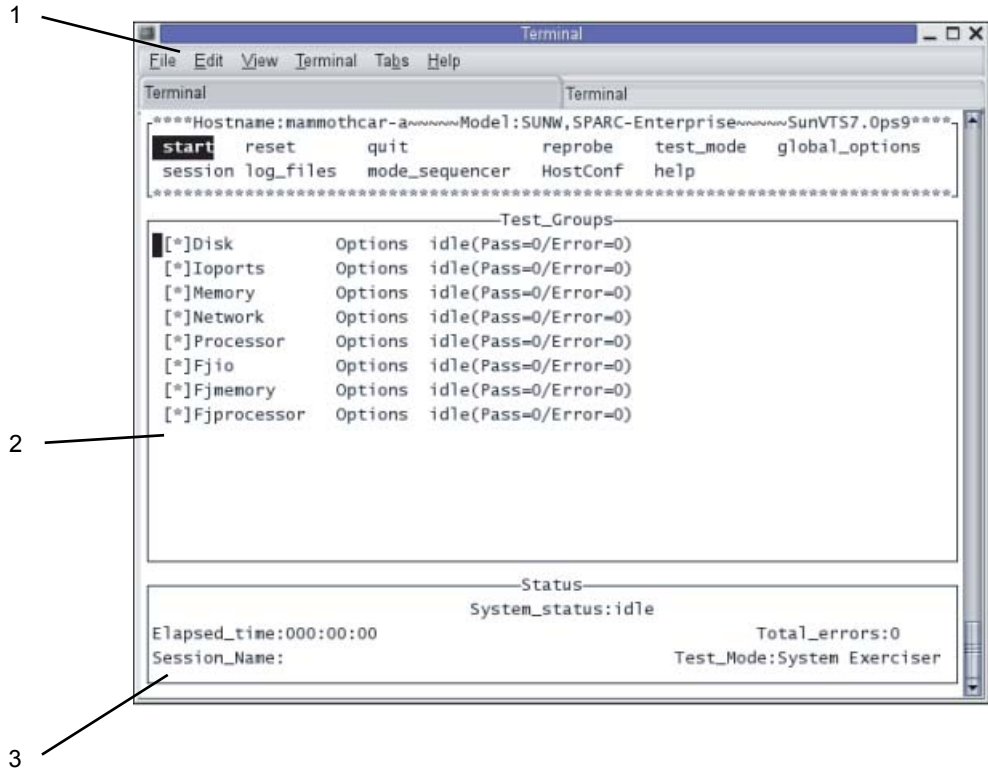 1
Terminal
File Edit View Terminal Tabs Help
Terminal Terminal
****Hostname:mammothcar-a~~~~~Model:SUNW,SPARC-Enterprise~~~~~SunVTS7.0ps9****
start reset quit reprobe test_mode global_options
session log_files mode_sequencer HostConf help
******************************************************************************
Test_Groups
[*]Disk Options idle(Pass=0/Error=0)
[*]Ioports Options idle(Pass=0/Error=0)
[*]Memory Options idle(Pass=0/Error=0)
[*]Network Options idle(Pass=0/Error=0)
[*]Processor Options idle(Pass=0/Error=0)
[*]Fjio Options idle(Pass=0/Error=0)
[*]Fjmemory Options idle(Pass=0/Error=0)
[*]Fjprocessor Options idle(Pass=0/Error=0)
2
Status
System_status:idle
Elapsed_time:000:00:00 Total_errors:0
Session_Name: Test_Mode:System Exerciser
3